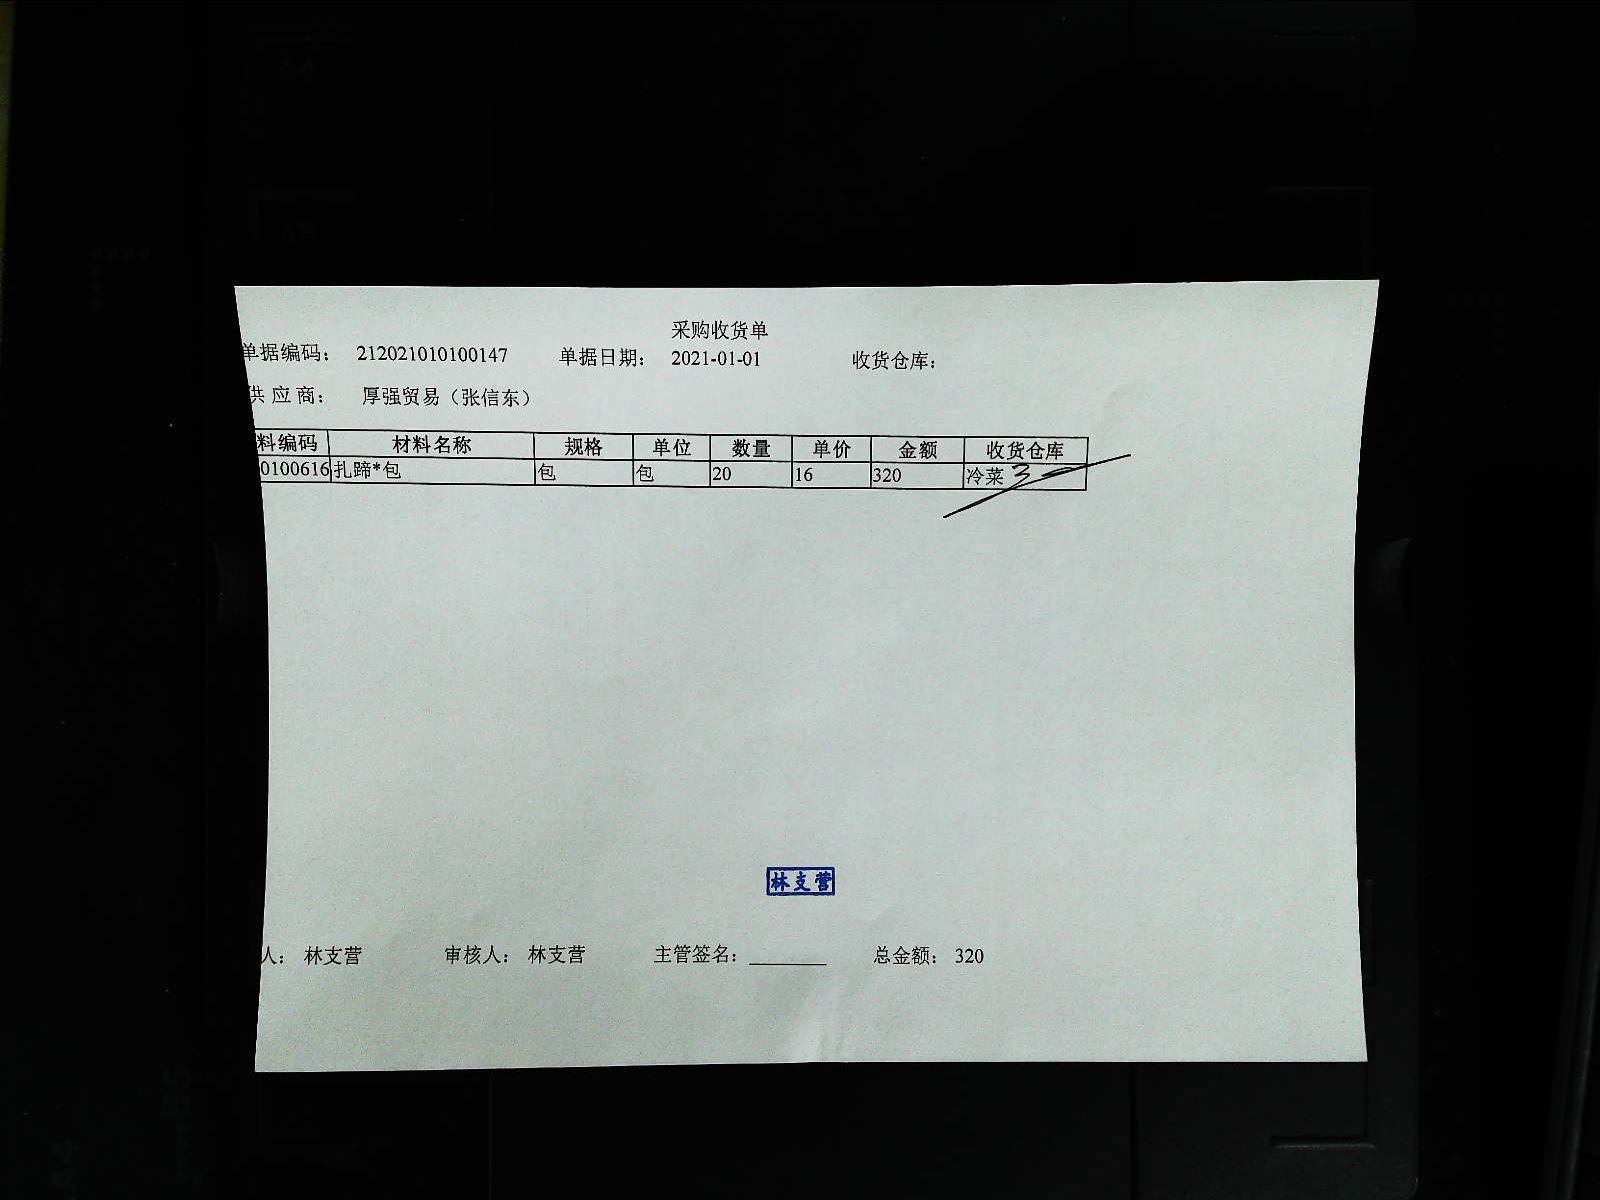 采购收货单
单据编码： 212021010100147 单据日期： 2021-01-01 收货仓库：
供 应 商： 厚强贸易（张信东）
料编码 材料名称 规格 单位 数量 单价 金额 收货仓库
0100616 扎蹄*包 包 包 20 16 320 冷菜
林支营
人： 林支营 审核人： 林支营 主管签名： 总金额： 320